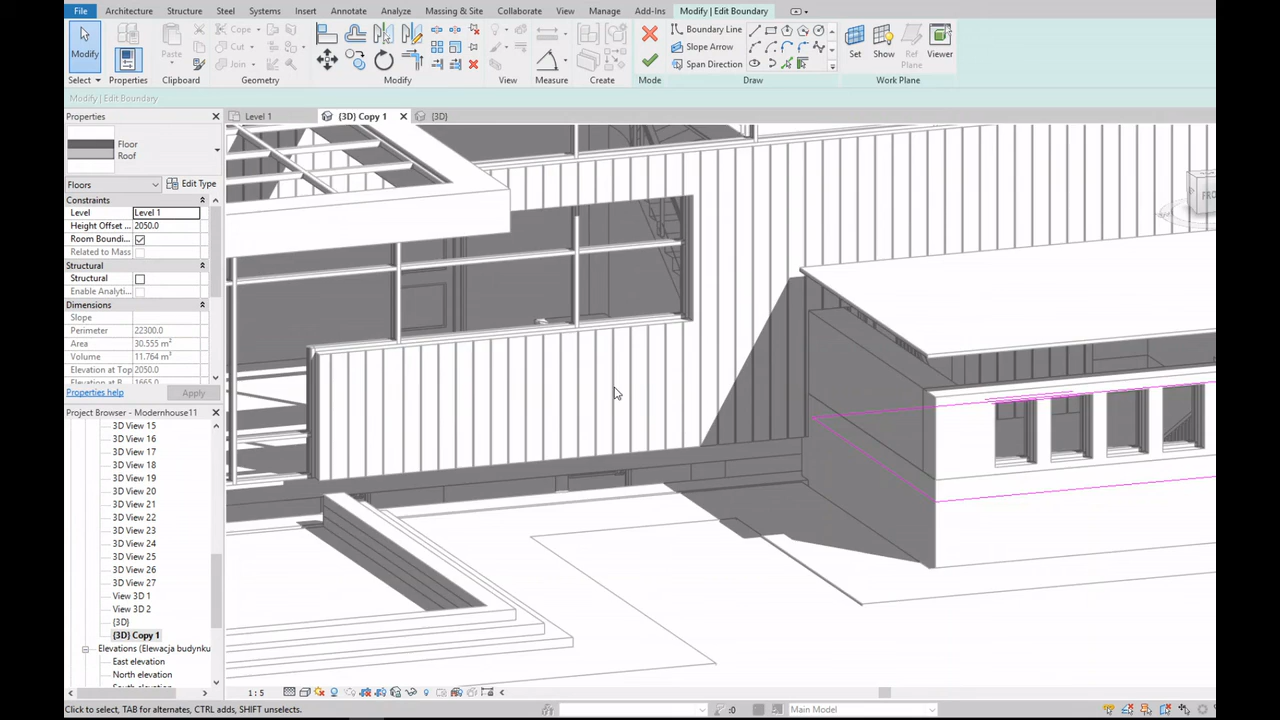 File Architecture Structure Steel Systems Insert Annotate Analyze Massing & Site Collaborate View Manage Add-Ins Modify | Edit Boundary
Modify
Select
Properties
Paste
Clipboard
Cope
Cut
Join
Geometry
Modify
View
Measure
Create
Mode
Boundary Line
Slope Arrow
Span Direction
Draw
Set
Show
Ref Plane
Viewer
Work Plane
Modify | Edit Boundary
Level 1
{3D} Copy 1
{3D}
Properties
Floor
Roof
Floors
Edit Type
Constraints
Level Level 1
Height Offset ... 2050.0
Room Boundi...
Related to Mass
Structural
Structural
Enable Analyti...
Dimensions
Slope
Perimeter 22300.0
Area 30.555 m²
Volume 11.764 m³
Elevation at Top 2050.0
Elevation at B... 1665.0
Properties help
Apply
Project Browser - Modernhouse11
3D View 15
3D View 16
3D View 17
3D View 18
3D View 19
3D View 20
3D View 21
3D View 22
3D View 23
3D View 24
3D View 25
3D View 26
3D View 27
View 3D 1
View 3D 2
{3D}
{3D} Copy 1
Elevations (Elewacja budynku
East elevation
North elevation
FRO
1 : 5
Click to select, TAB for alternates, CTRL adds, SHIFT unselects.
:0
Main Model